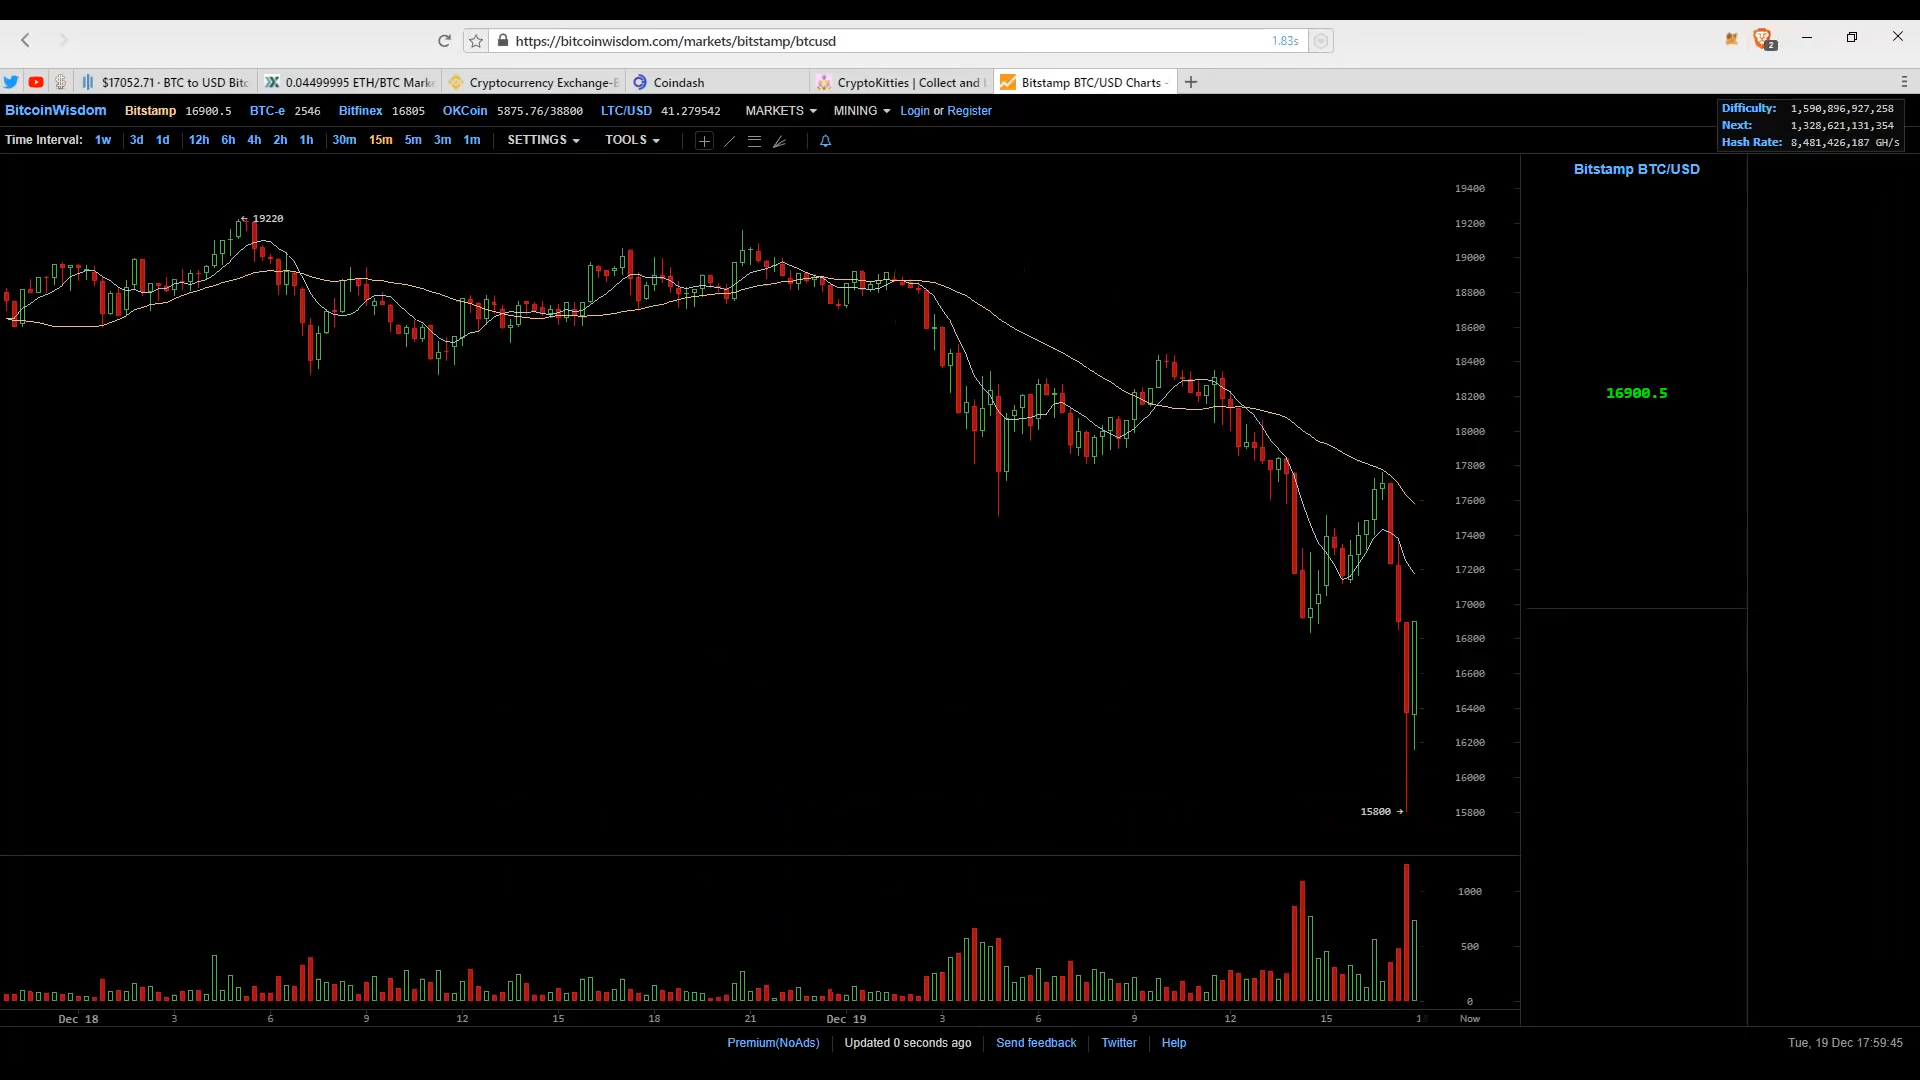 https://bitcoinwisdom.com/markets/bitstamp/btcusd 1.83s 2
$17052.71 · BTC to USD Bitc 0.04499995 ETH/BTC Marke Cryptocurrency Exchange-B Coindash CryptoKitties | Collect and Bitstamp BTC/USD Charts -
BitcoinWisdom Bitstamp 16900.5 BTC-e 2546 Bitfinex 16805 OKCoin 5875.76/38800 LTC/USD 41.279542 MARKETS MINING Login or Register
Difficulty: 1,590,896,927,258
Next: 1,328,621,131,354
Hash Rate: 8,481,426,187 GH/s
Time Interval: 1w 3d 1d 12h 6h 4h 2h 1h 30m 15m 5m 3m 1m SETTINGS TOOLS
Bitstamp BTC/USD
16900.5
19220
15800
19400
19200
19000
18800
18600
18400
18200
18000
17800
17600
17400
17200
17000
16800
16600
16400
16200
16000
15800
1000
500
0
Dec 18 3 6 9 12 15 18 21 Dec 19 3 6 9 12 15 1 Now
Premium(NoAds) Updated 0 seconds ago Send feedback Twitter Help
Tue, 19 Dec 17:59:45